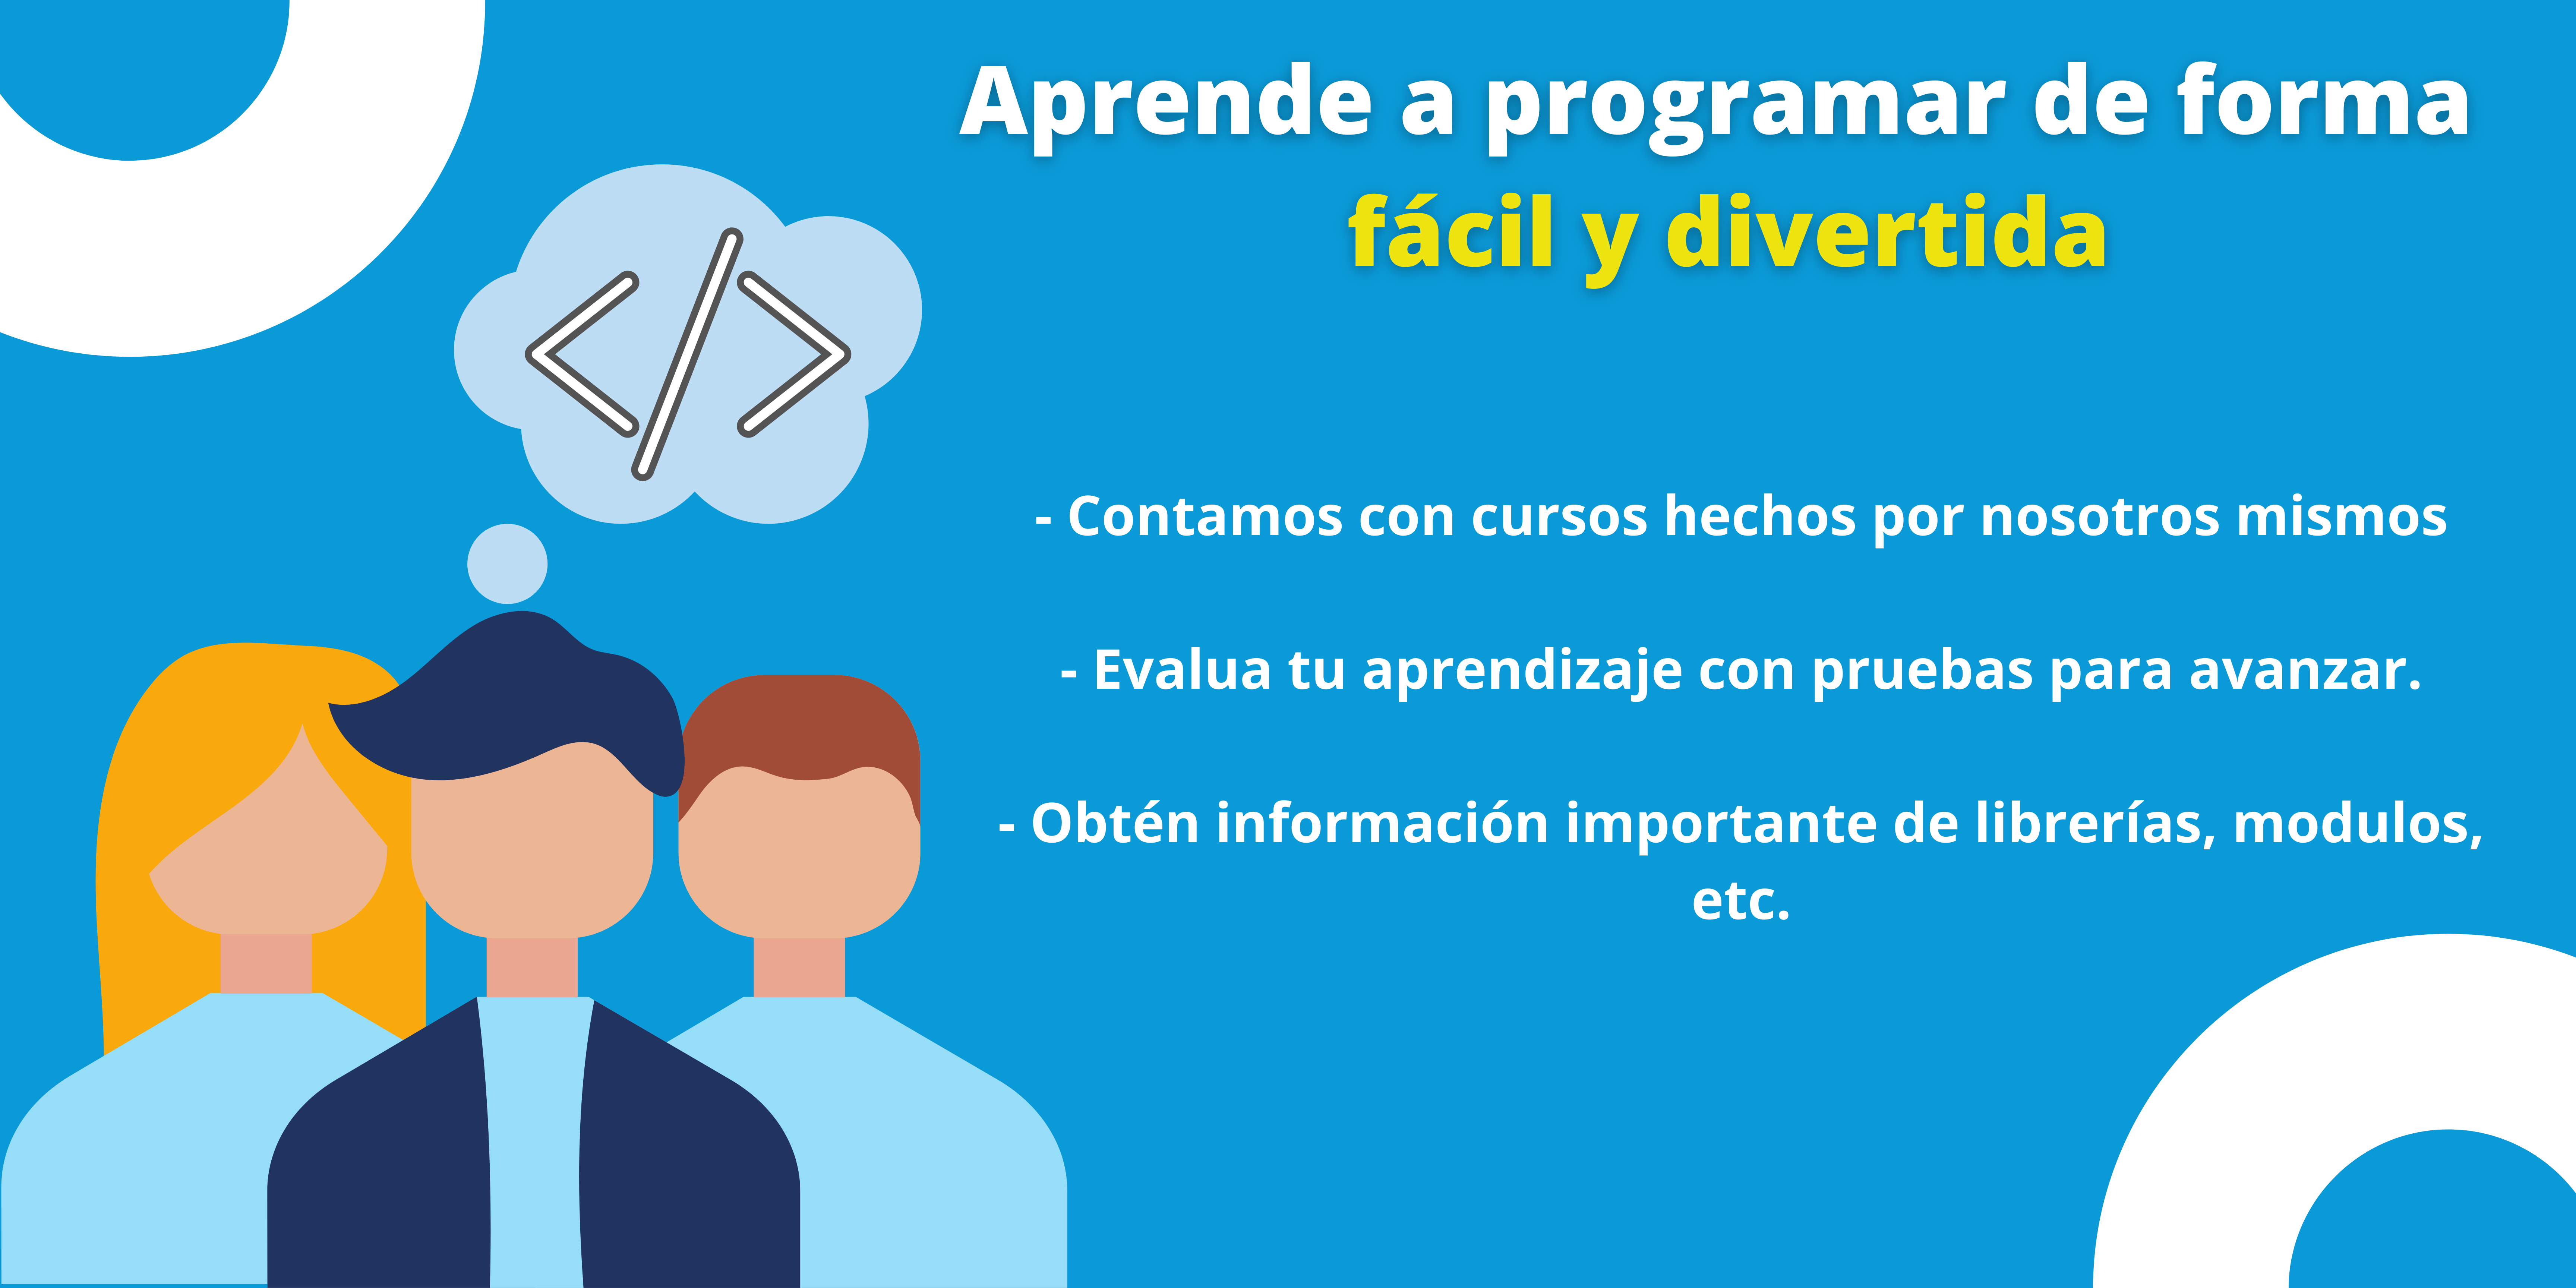 Aprende a programar de forma
fácil y divertida
</>
- Contamos con cursos hechos por nosotros mismos
- Evalua tu aprendizaje con pruebas para avanzar.
- Obtén información importante de librerías, modulos,
etc.